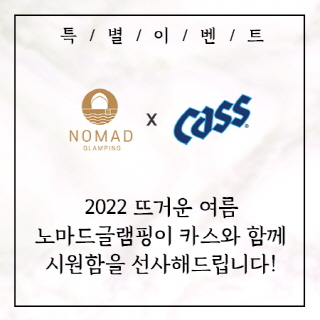 특 / 별 / 이 / 벤 / 트
NOMAD
GLAMPING
x
CASS®
2022 뜨거운 여름
노마드글램핑이 카스와 함께
시원함을 선사해드립니다!